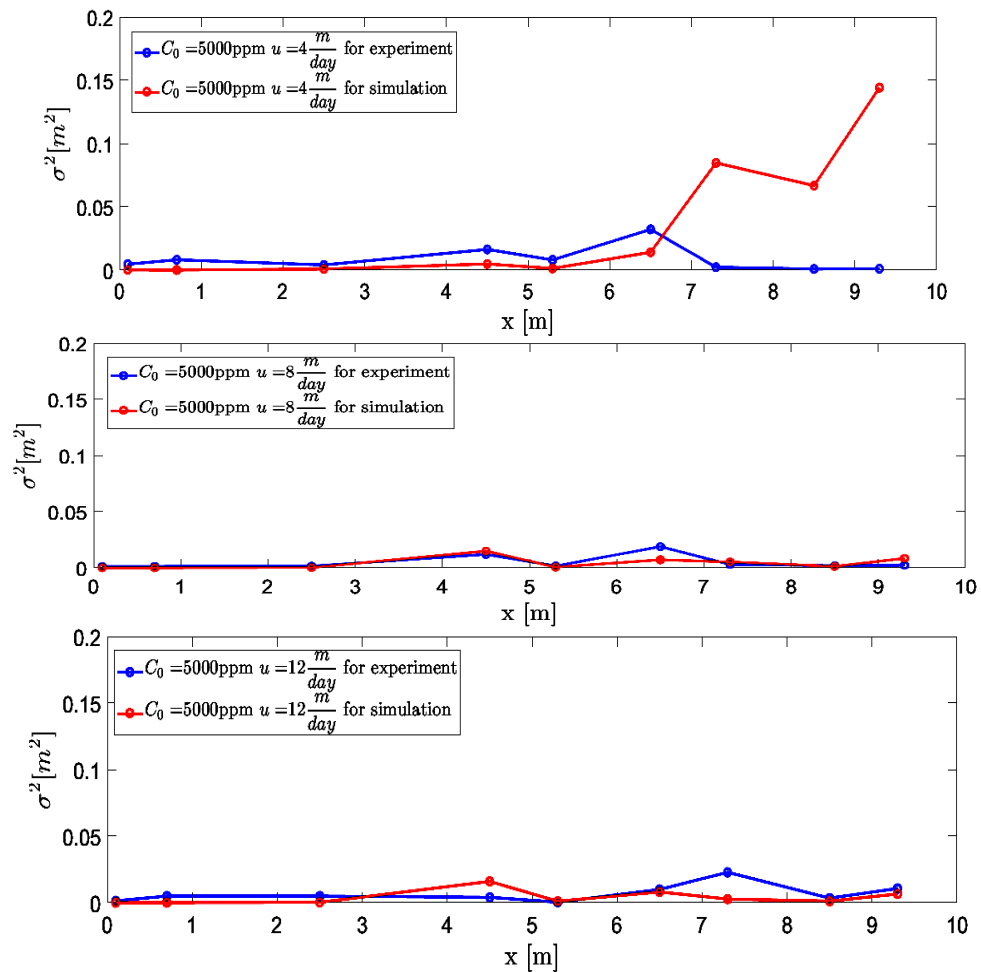 0.2
C₀ =5000ppm u =4 m/day for experiment
C₀ =5000ppm u =4 m/day for simulation
0.15
0.1
0.05
0
σ²[m²]
0 1 2 3 4 5 6 7 8 9 10
x [m]
0.2
C₀ =5000ppm u =8 m/day for experiment
C₀ =5000ppm u =8 m/day for simulation
0.15
0.1
0.05
0
σ²[m²]
0 1 2 3 4 5 6 7 8 9 10
x [m]
0.2
C₀ =5000ppm u =12 m/day for experiment
C₀ =5000ppm u =12 m/day for simulation
0.15
0.1
0.05
0
σ²[m²]
0 1 2 3 4 5 6 7 8 9 10
x [m]